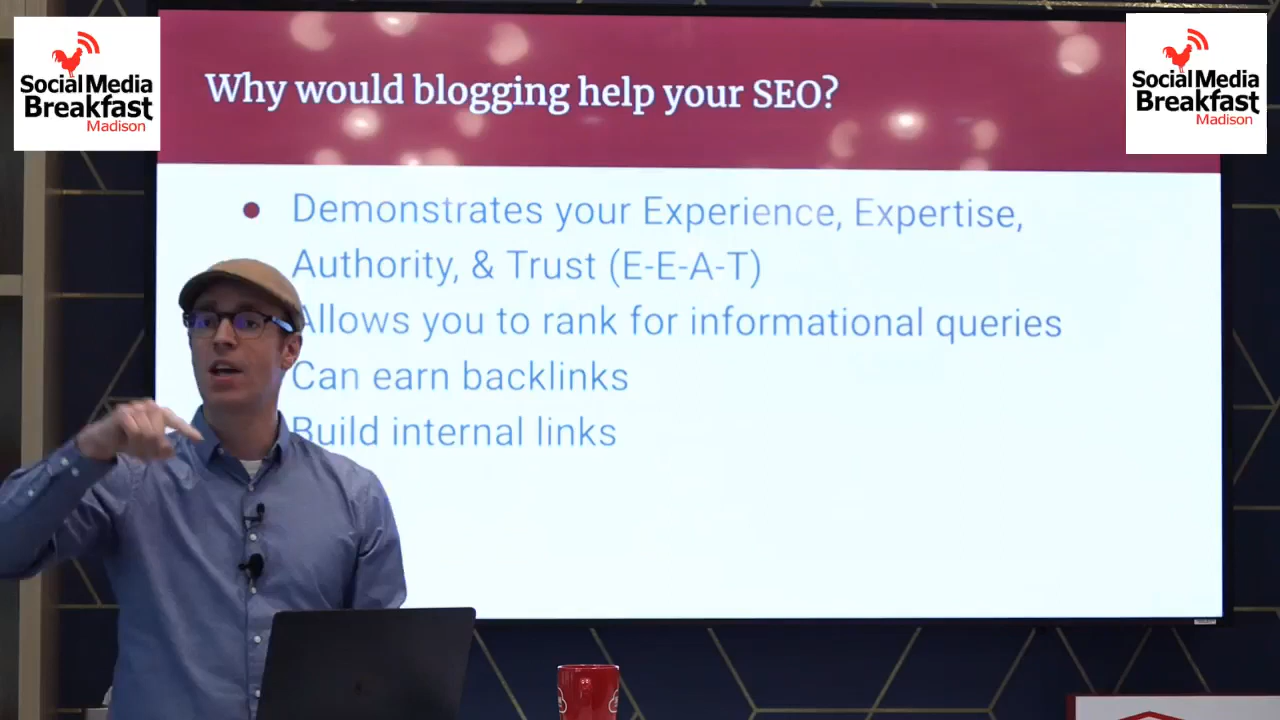 Social Media
Breakfast
Madison
Why would blogging help your SEO?
Social Media
Breakfast
Madison
Demonstrates your Experience, Expertise,
Authority, & Trust (E-E-A-T)
Allows you to rank for informational queries
Can earn backlinks
Build internal links